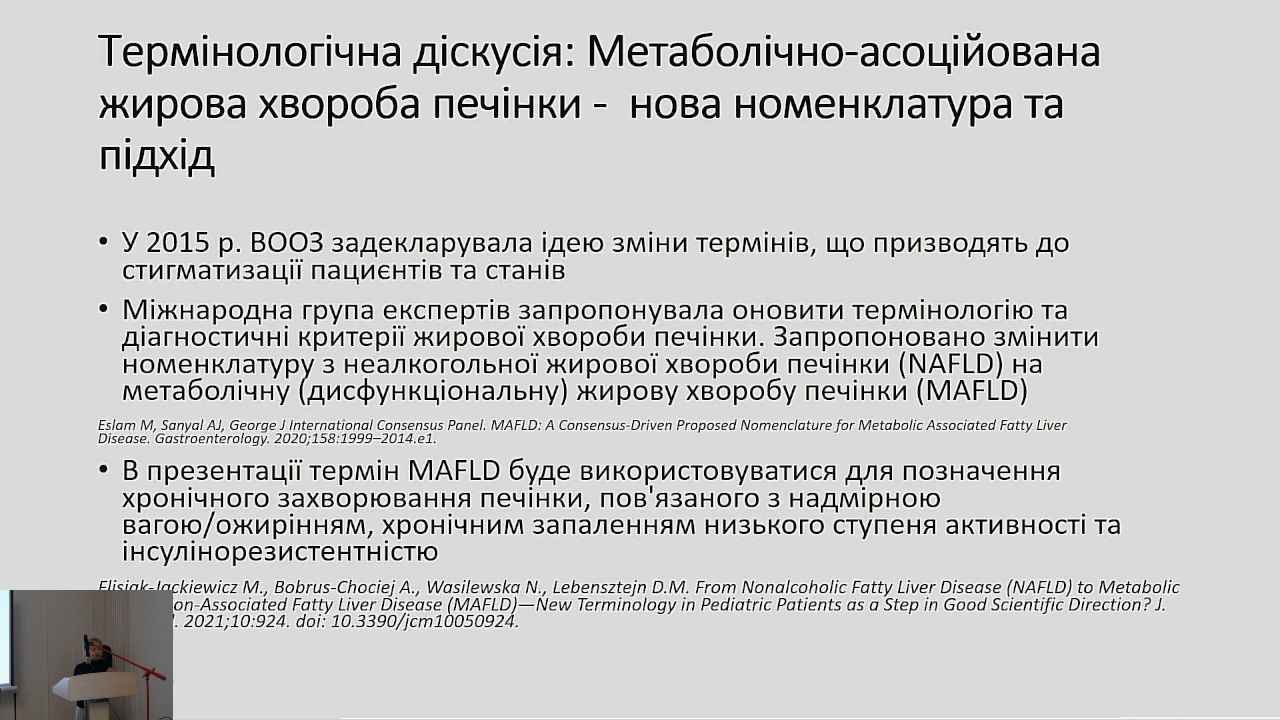 Термінологічна діскусія: Метаболічно-асоційована
жирова хвороба печінки - нова номенклатура та
підхід
• У 2015 р. ВООЗ задекларувала ідею зміни термінів, що призводять до
стигматизації пацієнтів та станів
• Міжнародна група експертів запропонувала оновити термінологію та
діагностичні критерії жирової хвороби печінки. Запропоновано змінити
номенклатуру з неалкогольної жирової хвороби печінки (NAFLD) на
метаболічну (дисфункціональну) жирову хворобу печінки (MAFLD)
Eslam M, Sanyal AJ, George J International Consensus Panel. MAFLD: A Consensus-Driven Proposed Nomenclature for Metabolic Associated Fatty Liver
Disease. Gastroenterology. 2020;158:1999–2014.e1.
• В презентації термін MAFLD буде використовуватися для позначення
хронічного захворювання печінки, пов'язаного з надмірною
вагою/ожирінням, хронічним запаленням низького ступеня активності та
інсулінорезистентністю
Flisiak-Jackiewicz M., Bobrus-Chociej A., Wasilewska N., Lebensztejn D.M. From Nonalcoholic Fatty Liver Disease (NAFLD) to Metabolic
on-Associated Fatty Liver Disease (MAFLD)—New Terminology in Pediatric Patients as a Step in Good Scientific Direction? J.
. 2021;10:924. doi: 10.3390/jcm10050924.